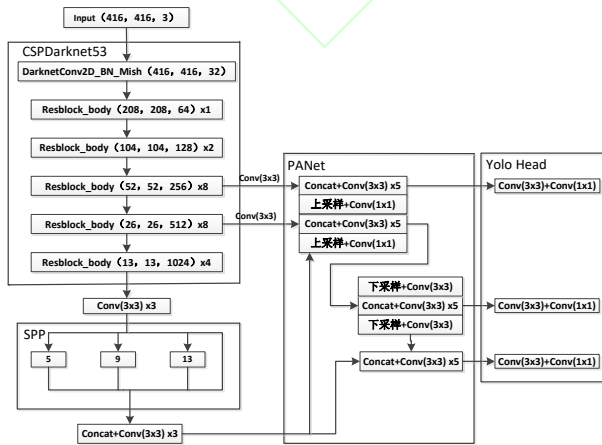 Input（416，416，3）
CSPDarknet53
DarknetConv2D_BN_Mish（416，416，32）
Resblock_body（208，208，64）x1
Resblock_body（104，104，128）x2
Resblock_body（52，52，256）x8
Resblock_body（26，26，512）x8
Resblock_body（13，13，1024）x4
Conv(3x3) x3
SPP
5
9
13
Concat+Conv(3x3) x3
Conv(3x3)
Conv(3x3)
PANet
Concat+Conv(3x3) x5
上采样+Conv(1x1)
Concat+Conv(3x3) x5
上采样+Conv(1x1)
下采样+Conv(3x3)
Concat+Conv(3x3) x5
下采样+Conv(3x3)
Concat+Conv(3x3) x5
Yolo Head
Conv(3x3)+Conv(1x1)
Conv(3x3)+Conv(1x1)
Conv(3x3)+Conv(1x1)